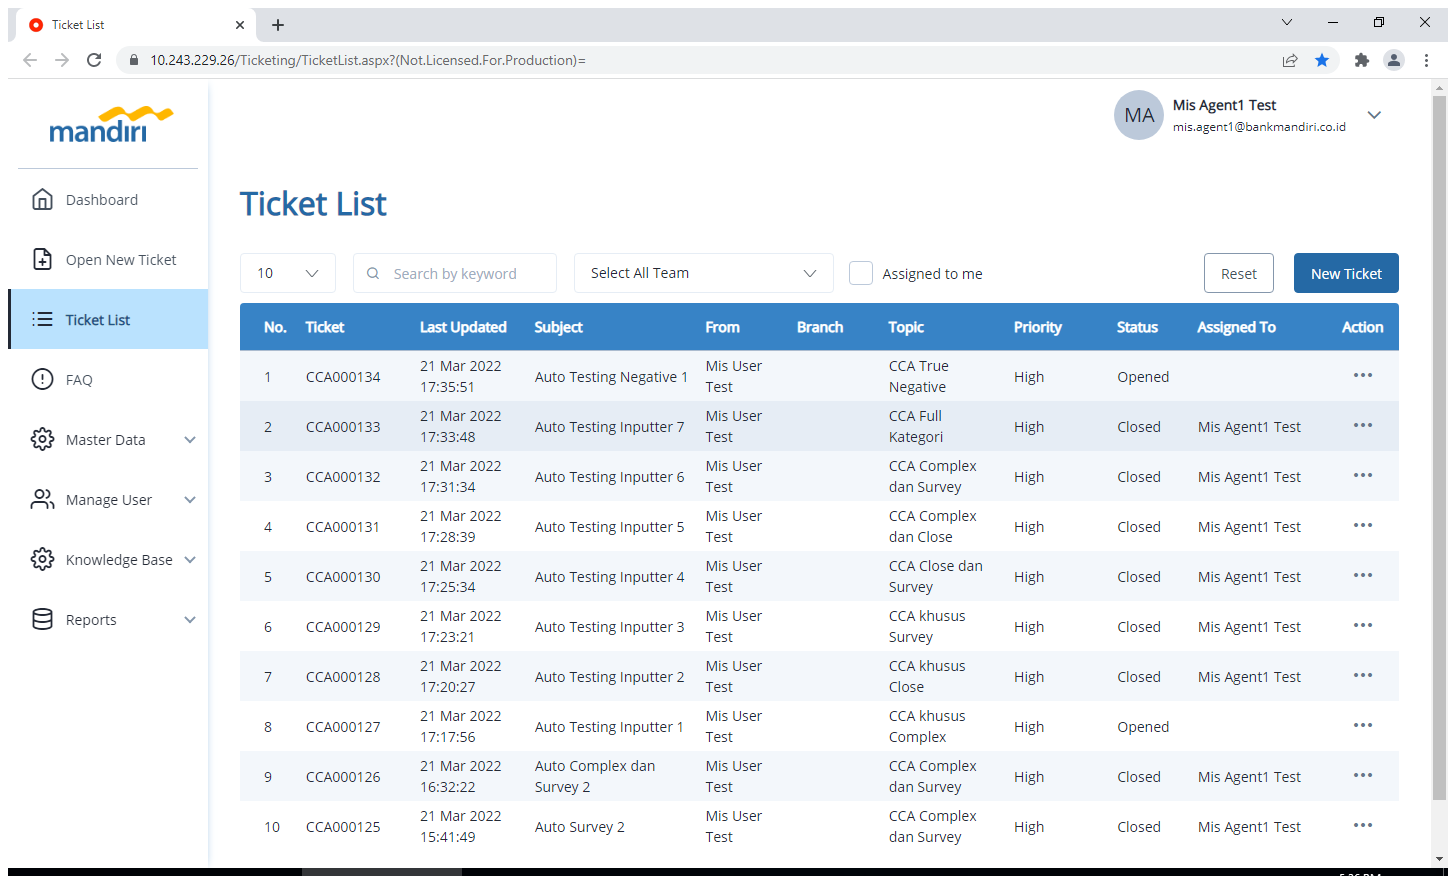 Ticket List
10.243.229.26/Ticketing/TicketList.aspx?(Not.Licensed.For.Production)=
mandiri
MA
Mis Agent1 Test
mis.agent1@bankmandiri.co.id
Dashboard
Open New Ticket
Ticket List
FAQ
Master Data
Manage User
Knowledge Base
Reports
Ticket List
10 Search by keyword Select All Team Assigned to me Reset New Ticket
No. Ticket Last Updated Subject From Branch Topic Priority Status Assigned To Action
1 CCA000134 21 Mar 2022 17:35:51 Auto Testing Negative 1 Mis User Test CCA True Negative High Opened
2 CCA000133 21 Mar 2022 17:33:48 Auto Testing Inputter 7 Mis User Test CCA Full Kategori High Closed Mis Agent1 Test
3 CCA000132 21 Mar 2022 17:31:34 Auto Testing Inputter 6 Mis User Test CCA Complex dan Survey High Closed Mis Agent1 Test
4 CCA000131 21 Mar 2022 17:28:39 Auto Testing Inputter 5 Mis User Test CCA Complex dan Close High Closed Mis Agent1 Test
5 CCA000130 21 Mar 2022 17:25:34 Auto Testing Inputter 4 Mis User Test CCA Close dan Survey High Closed Mis Agent1 Test
6 CCA000129 21 Mar 2022 17:23:21 Auto Testing Inputter 3 Mis User Test CCA khusus Survey High Closed Mis Agent1 Test
7 CCA000128 21 Mar 2022 17:20:27 Auto Testing Inputter 2 Mis User Test CCA khusus Close High Closed Mis Agent1 Test
8 CCA000127 21 Mar 2022 17:17:56 Auto Testing Inputter 1 Mis User Test CCA khusus Complex High Opened
9 CCA000126 21 Mar 2022 16:32:22 Auto Complex dan Survey 2 Mis User Test CCA Complex dan Survey High Closed Mis Agent1 Test
10 CCA000125 21 Mar 2022 15:41:49 Auto Survey 2 Mis User Test CCA Complex dan Survey High Closed Mis Agent1 Test